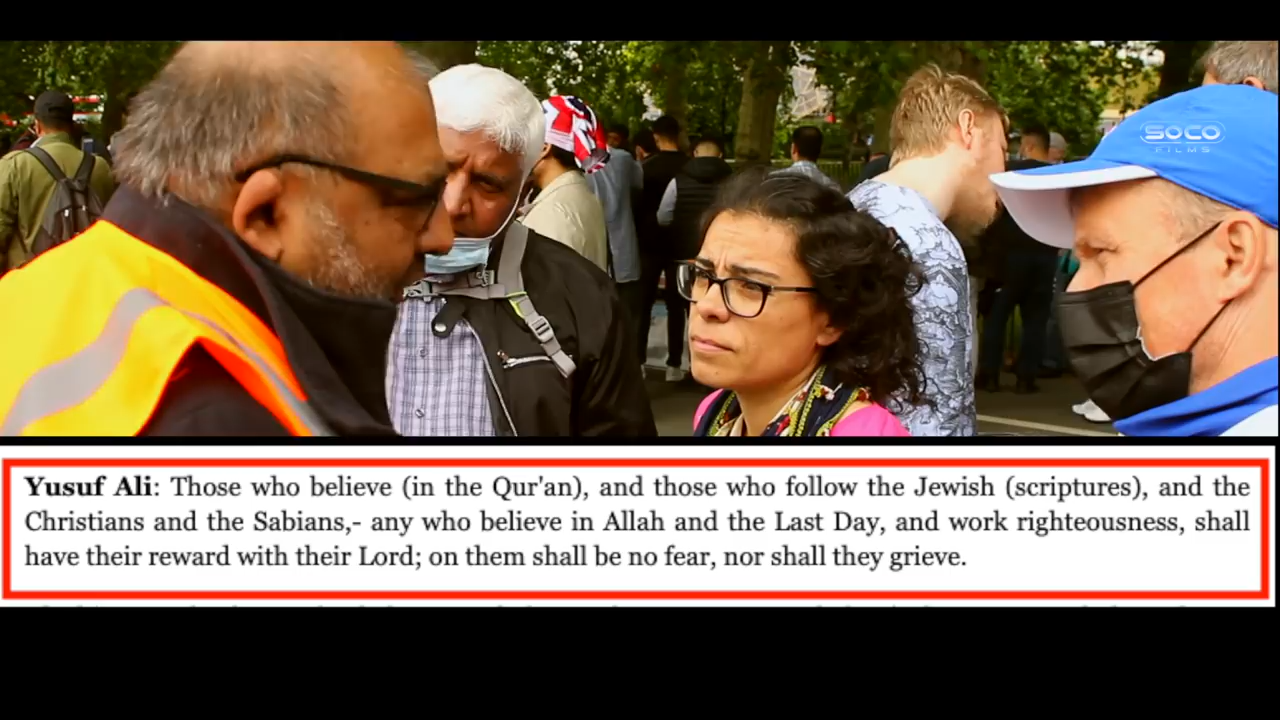 SOCO
FILMS
Yusuf Ali: Those who believe (in the Qur'an), and those who follow the Jewish (scriptures), and the
Christians and the Sabians,- any who believe in Allah and the Last Day, and work righteousness, shall
have their reward with their Lord; on them shall be no fear, nor shall they grieve.